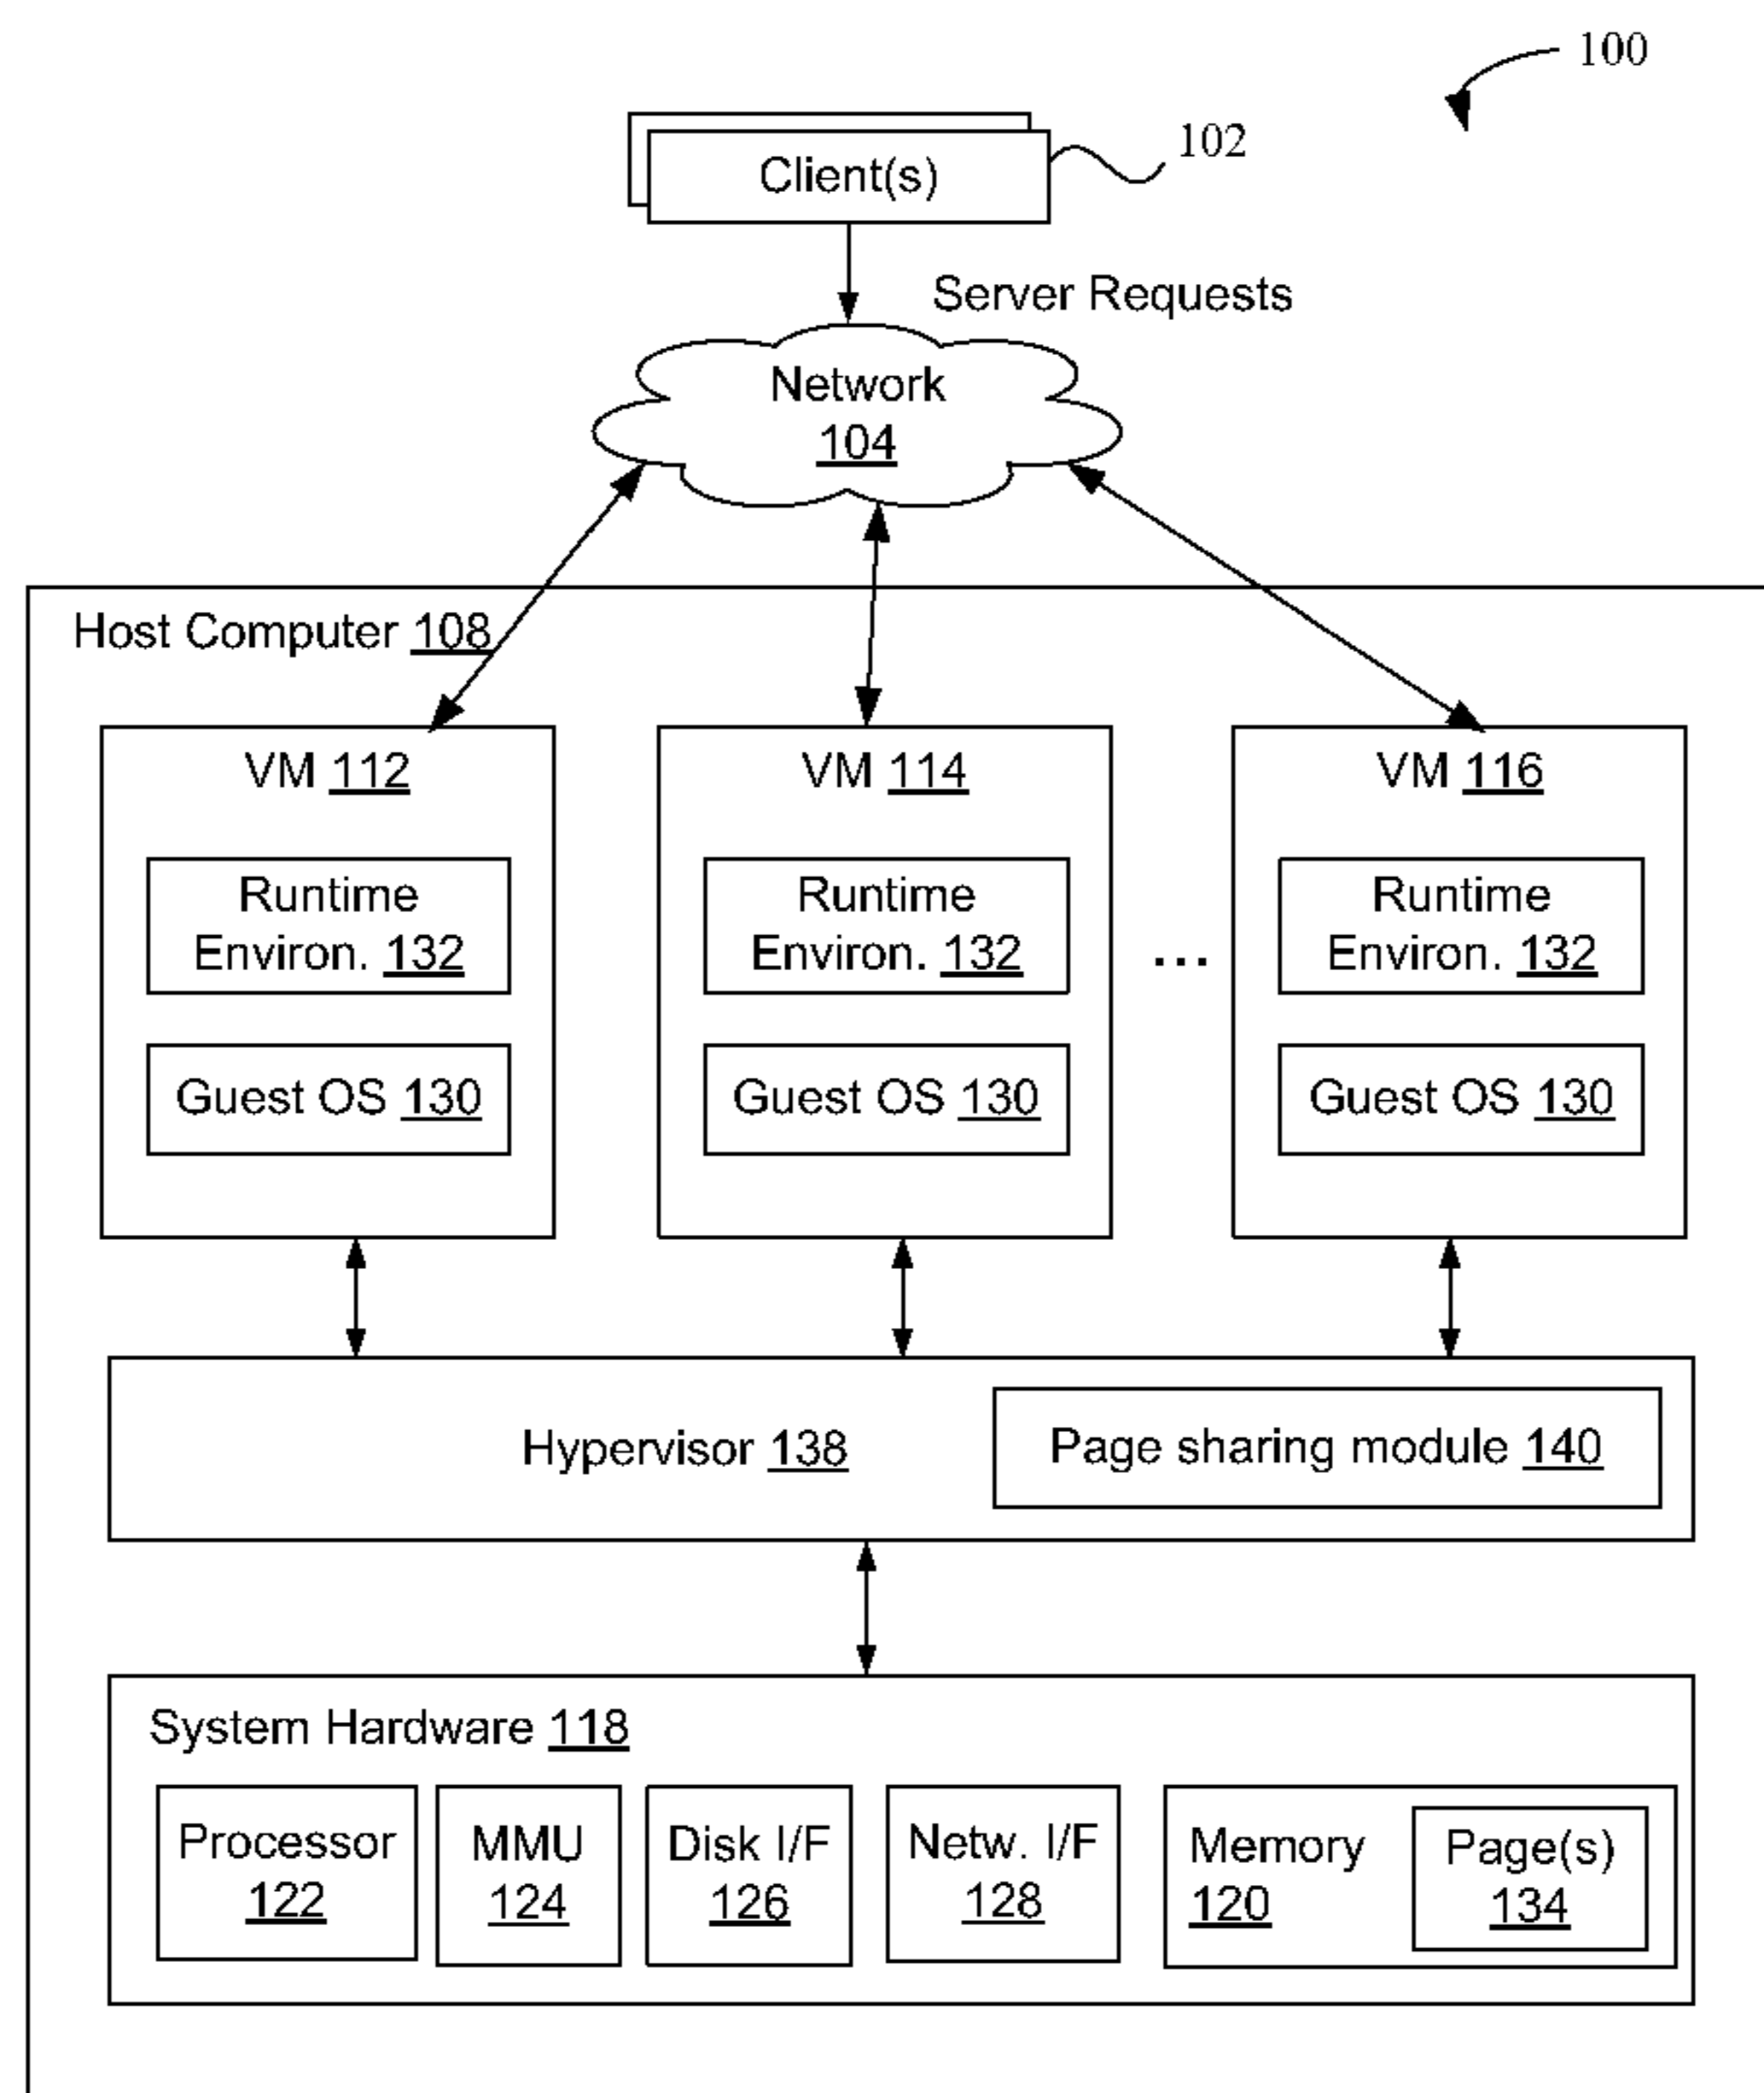 100
102
Client(s)
Server Requests
Network
104
Host Computer 108
VM 112
VM 114
VM 116
Runtime
Environ. 132
Runtime
Environ. 132
...
Runtime
Environ. 132
Guest OS 130
Guest OS 130
Guest OS 130
Hypervisor 138
Page sharing module 140
System Hardware 118
Processor
122
MMU
124
Disk I/F
126
Netw. I/F
128
Memory
120
Page(s)
134